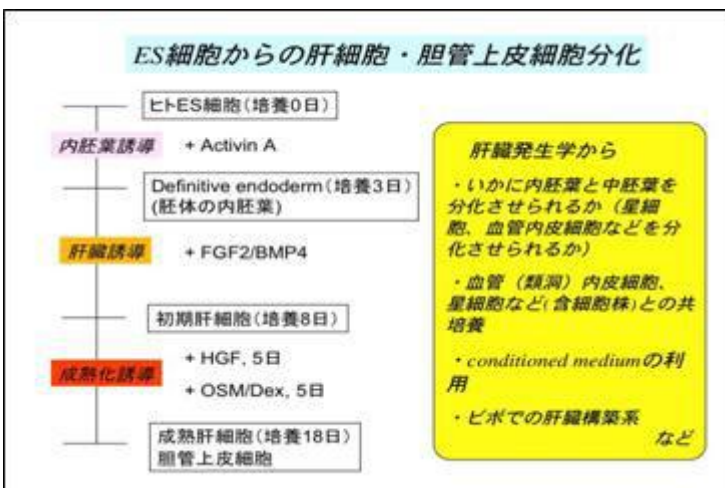 ES細胞からの肝細胞・胆管上皮細胞分化
ヒトES細胞(培養0日)
内胚葉誘導
+ Activin A
Definitive endoderm(培養3日)
(胚体の内胚葉)
肝臓誘導
+ FGF2/BMP4
初期肝細胞(培養8日)
成熟化誘導
+ HGF, 5日
+ OSM/Dex, 5日
成熟肝細胞(培養18日)
胆管上皮細胞
肝臓発生学から
・いかに内胚葉と中胚葉を
分化させられるか(星細
胞、血管内皮細胞などを分
化させられるか)
・血管(類洞)内皮細胞、
星細胞など(含細胞株)との共
培養
・conditioned mediumの利
用
・ビボでの肝臓構築系
など